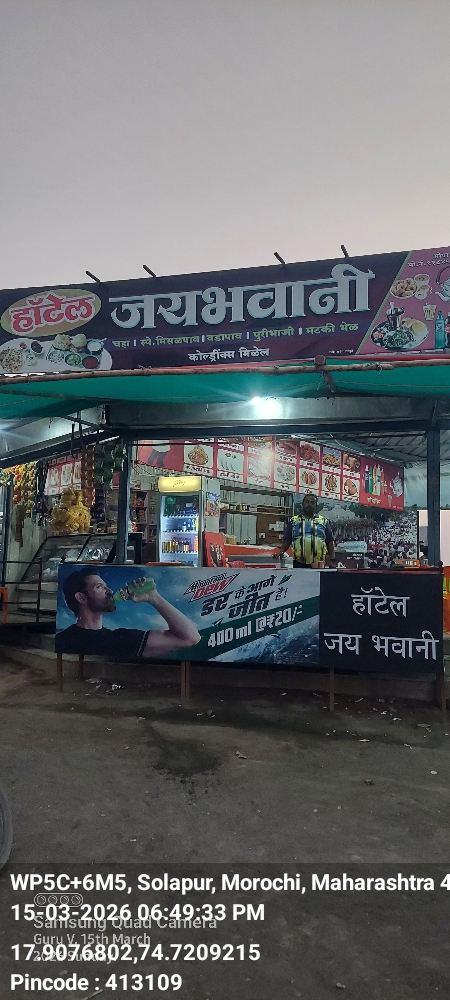 हॉटेल
जयभवानी
चहा | स्पे.मिसळपाव | वडापाव | पुरीभाजी | मटकी भेळ
कोल्ड्रींक्स मिळेल
Mountain
DEW
डर के आगे
जीत है।
400 ml @₹20/-
हॉटेल
जय भवानी
WP5C+6M5, Solapur, Morochi, Maharashtra 4
15-03-2026 06:49:33 PM
Samsung Quad Camera
Guru V, 15th March
17.9076802,74.7209215
Pincode : 413109